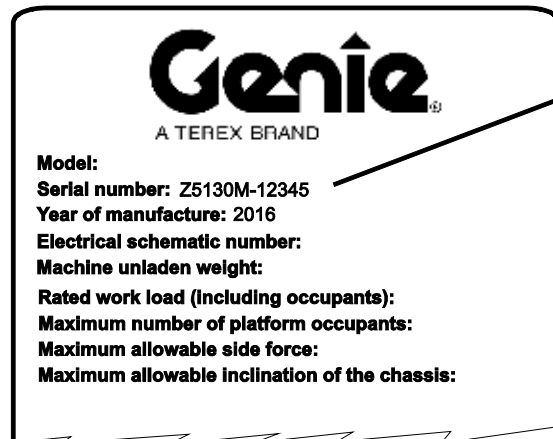 Genie®
A TEREX BRAND
Model:
Serial number: Z5130M-12345
Year of manufacture: 2016
Electrical schematic number:
Machine unladen weight:
Rated work load (including occupants):
Maximum number of platform occupants:
Maximum allowable side force:
Maximum allowable inclination of the chassis: